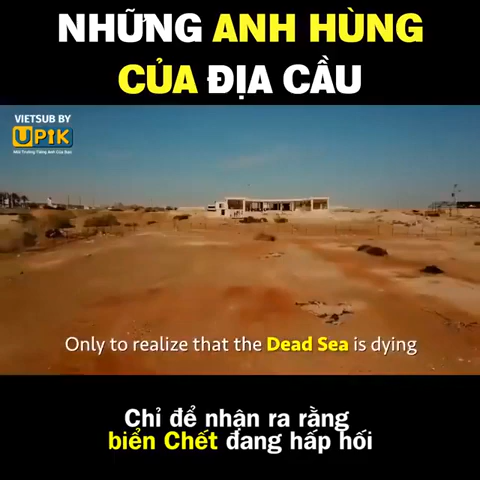 NHỮNG ANH HÙNG
CỦA ĐỊA CẦU
VIETSUB BY
UPIK
Only to realize that the Dead Sea is dying
Chỉ để nhận ra rằng
biển Chết đang hấp hối